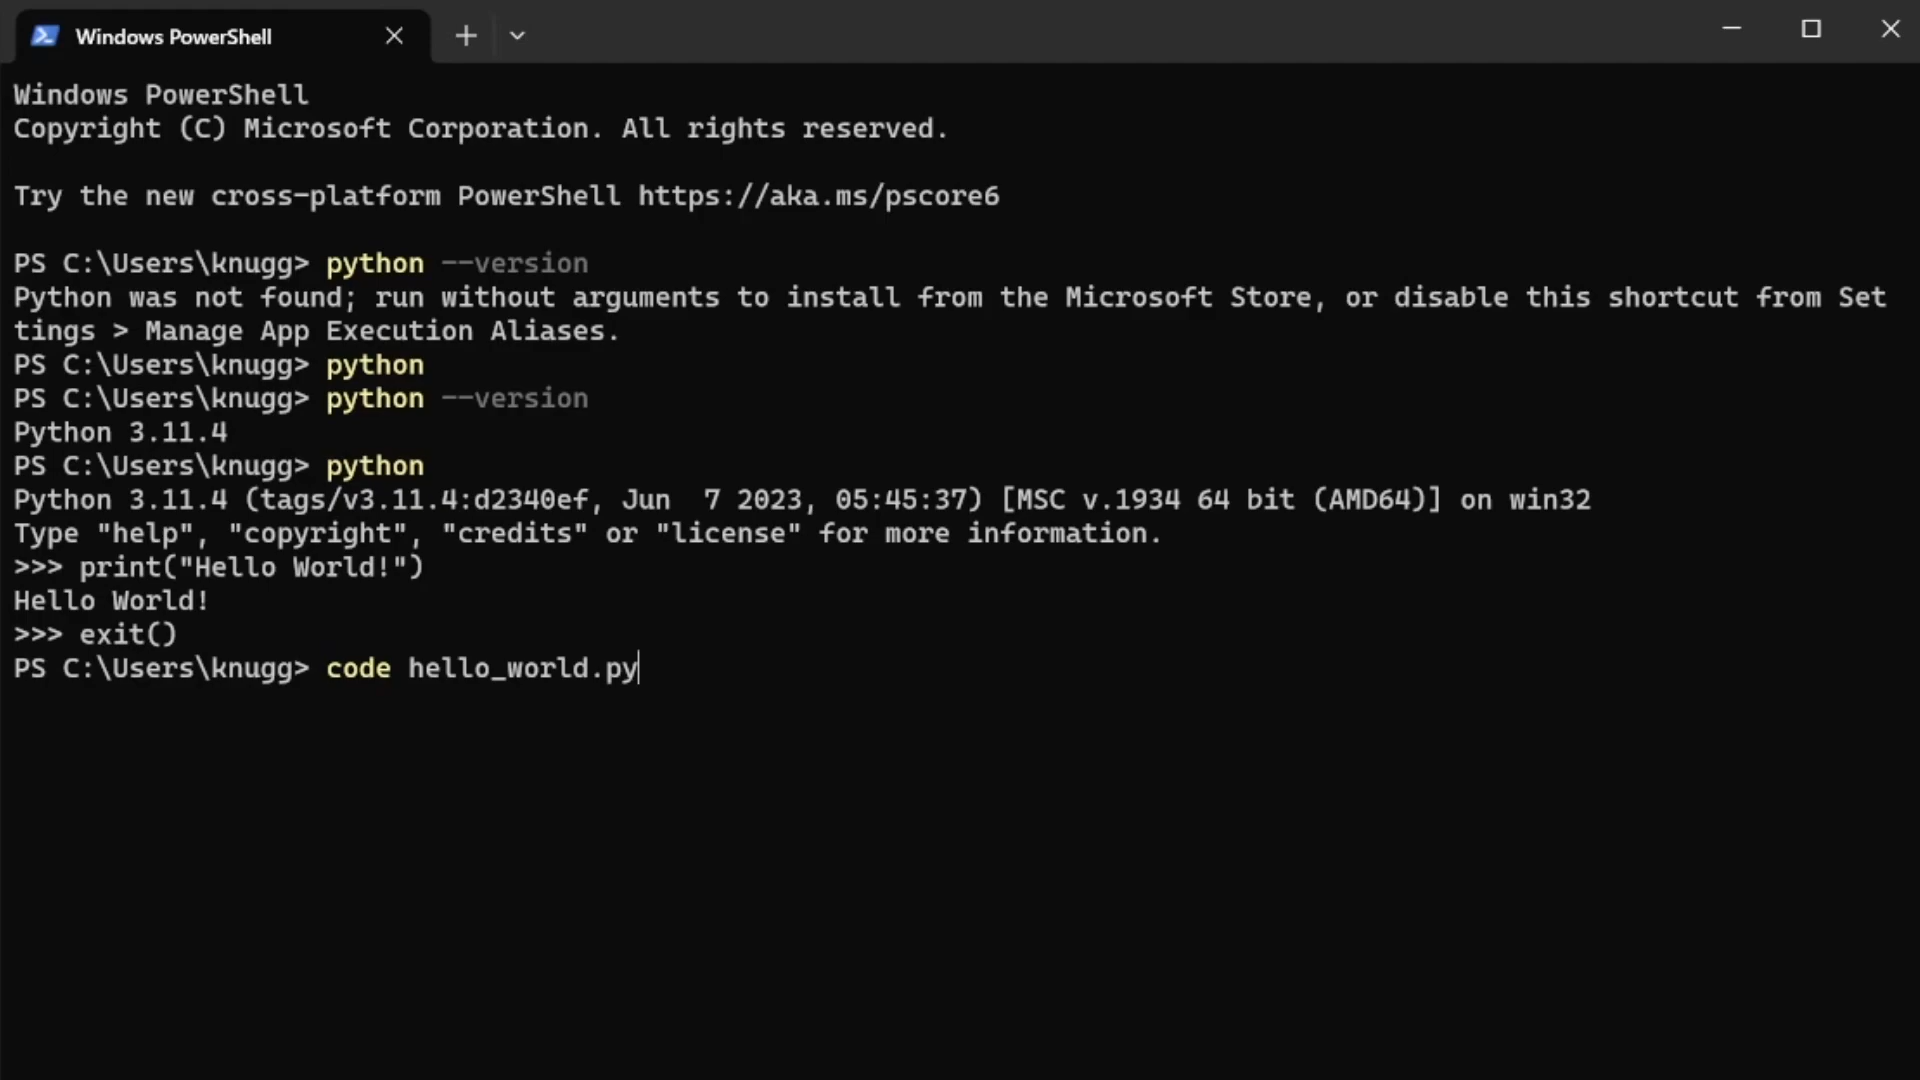 Windows PowerShell
Windows PowerShell
Copyright (C) Microsoft Corporation. All rights reserved.
Try the new cross-platform PowerShell https://aka.ms/pscore6
PS C:\Users\knugg> python --version
Python was not found; run without arguments to install from the Microsoft Store, or disable this shortcut from Set
tings > Manage App Execution Aliases.
PS C:\Users\knugg> python
PS C:\Users\knugg> python --version
Python 3.11.4
PS C:\Users\knugg> python
Python 3.11.4 (tags/v3.11.4:d2340ef, Jun  7 2023, 05:45:37) [MSC v.1934 64 bit (AMD64)] on win32
Type "help", "copyright", "credits" or "license" for more information.
>>> print("Hello World!")
Hello World!
>>> exit()
PS C:\Users\knugg> code hello_world.py